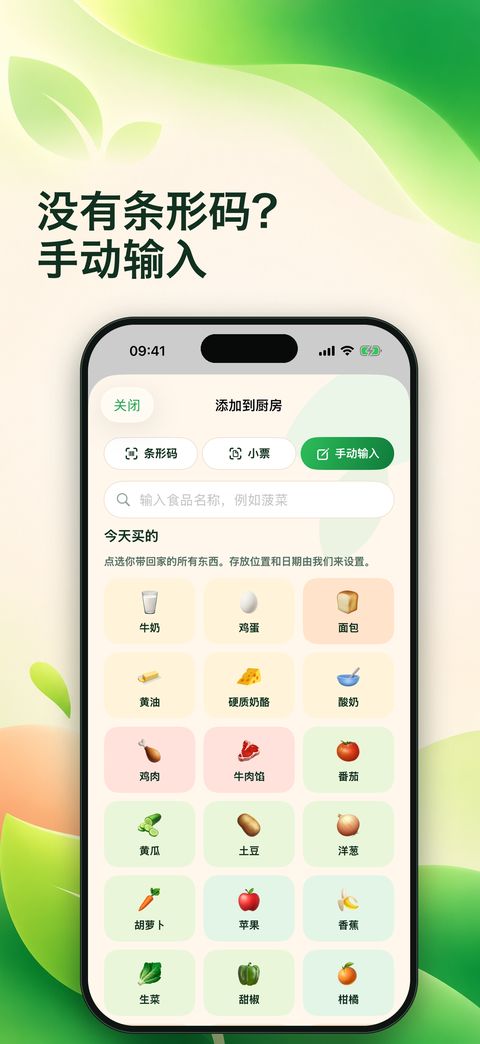 没有条形码？
手动输入
09:41
关闭
添加到厨房
条形码
小票
手动输入
输入食品名称，例如菠菜
今天买的
点选你带回家的所有东西。存放位置和日期由我们来设置。
牛奶
鸡蛋
面包
黄油
硬质奶酪
酸奶
鸡肉
牛肉馅
番茄
黄瓜
土豆
洋葱
胡萝卜
苹果
香蕉
生菜
甜椒
柑橘